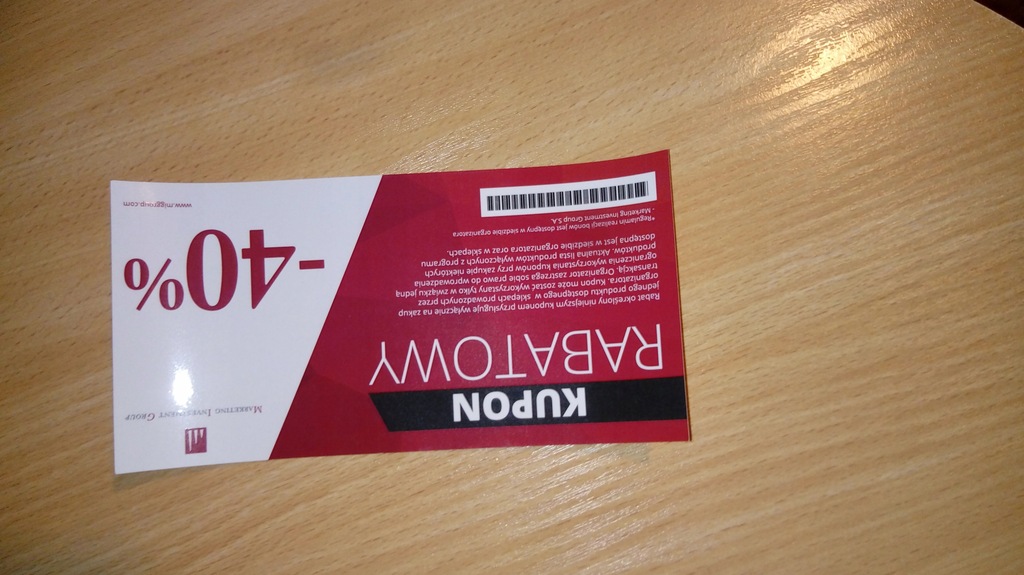 KUPON
RABATOWY
Rabat określony niniejszym kuponem przysługuje wyłącznie na zakup
jednego produktu dostępnego w sklepach prowadzonych przez
organizatora. Kupon może zostać wykorzystany tylko w związku z jedną
transakcją. Organizator zastrzega sobie prawo do wprowadzenia
ograniczenia wykorzystania kuponów przy zakupie niektórych
produktów. Aktualna lista produktów wyłączonych z programu
dostępna jest w siedzibie organizatora oraz w sklepach.
*Regulamin realizacji bonów jest dostępny w siedzibie organizatora
- Marketing Investment Group S.A.
MARKETING INVESTMENT GROUP
-40%
www.miggroup.com